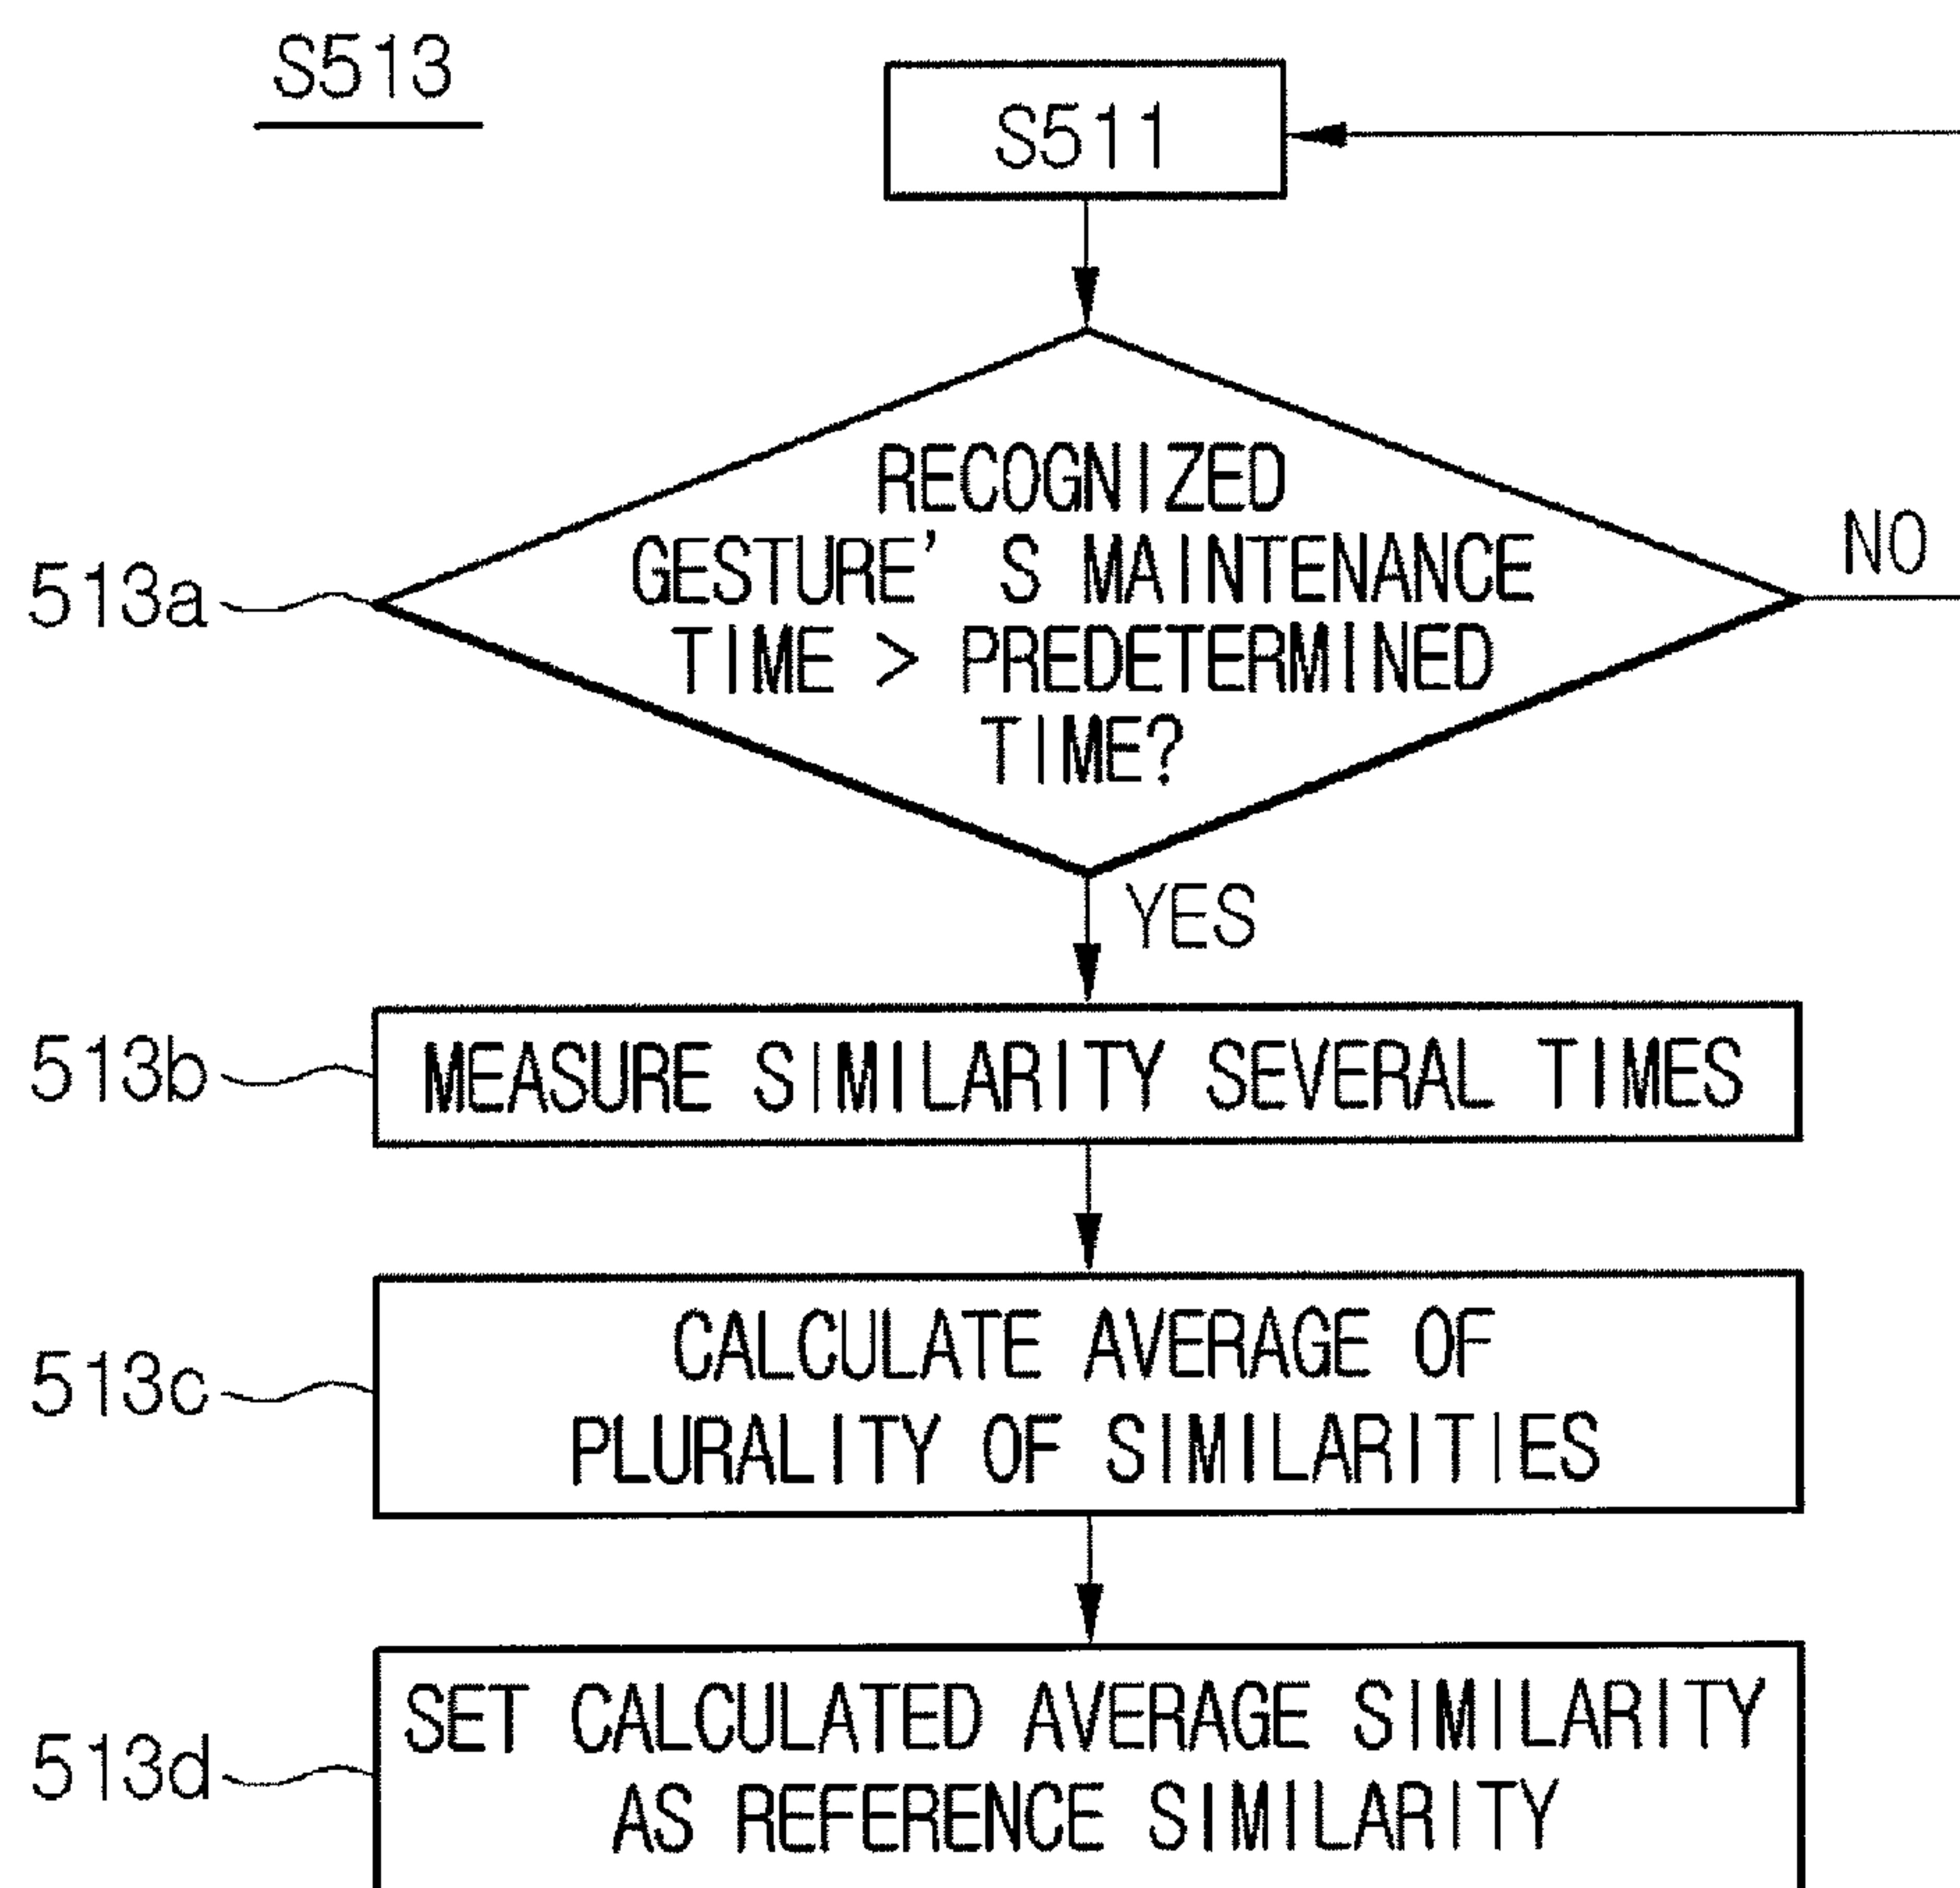 S513
S511
RECOGNIZED
GESTURE'S MAINTENANCE
TIME > PREDETERMINED
TIME?
513a
NO
YES
513b
MEASURE SIMILARITY SEVERAL TIMES
513c
CALCULATE AVERAGE OF
PLURALITY OF SIMILARITIES
513d
SET CALCULATED AVERAGE SIMILARITY
AS REFERENCE SIMILARITY